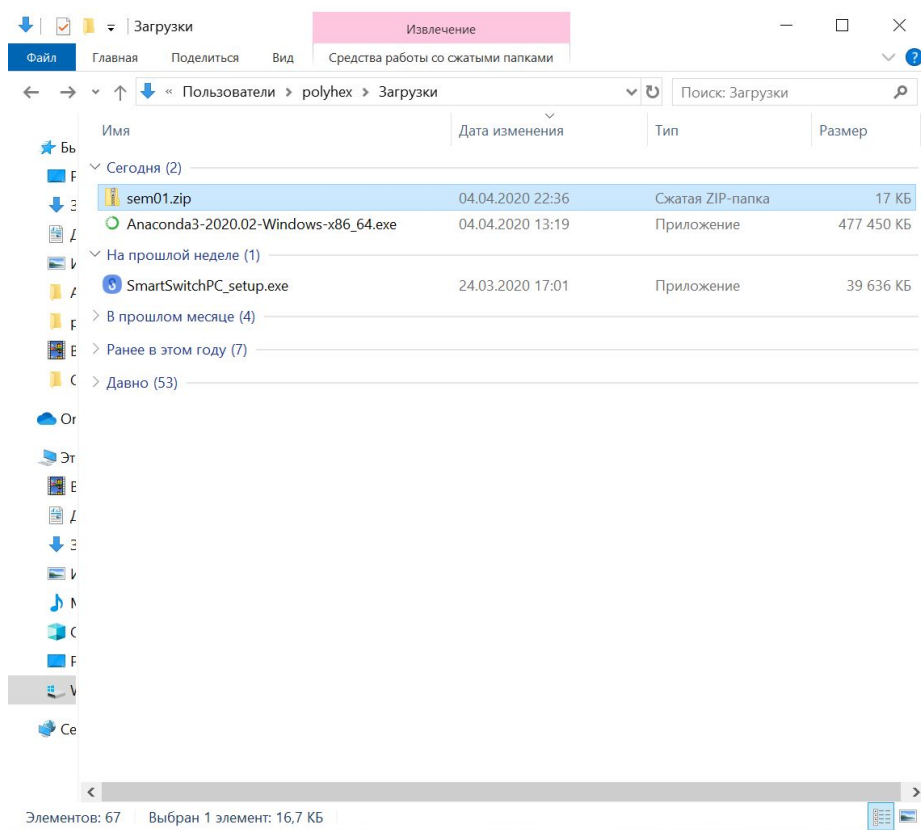 Загрузки
Извлечение
Файл Главная Поделиться Вид Средства работы со сжатыми папками ?
« Пользователи > polyhex > Загрузки Поиск: Загрузки
Имя Дата изменения Тип Размер
Сегодня (2)
sem01.zip 04.04.2020 22:36 Сжатая ZIP-папка 17 КБ
Anaconda3-2020.02-Windows-x86_64.exe 04.04.2020 13:19 Приложение 477 450 КБ
На прошлой неделе (1)
SmartSwitchPC_setup.exe 24.03.2020 17:01 Приложение 39 636 КБ
В прошлом месяце (4)
Ранее в этом году (7)
Давно (53)
Элементов: 67 Выбран 1 элемент: 16,7 КБ